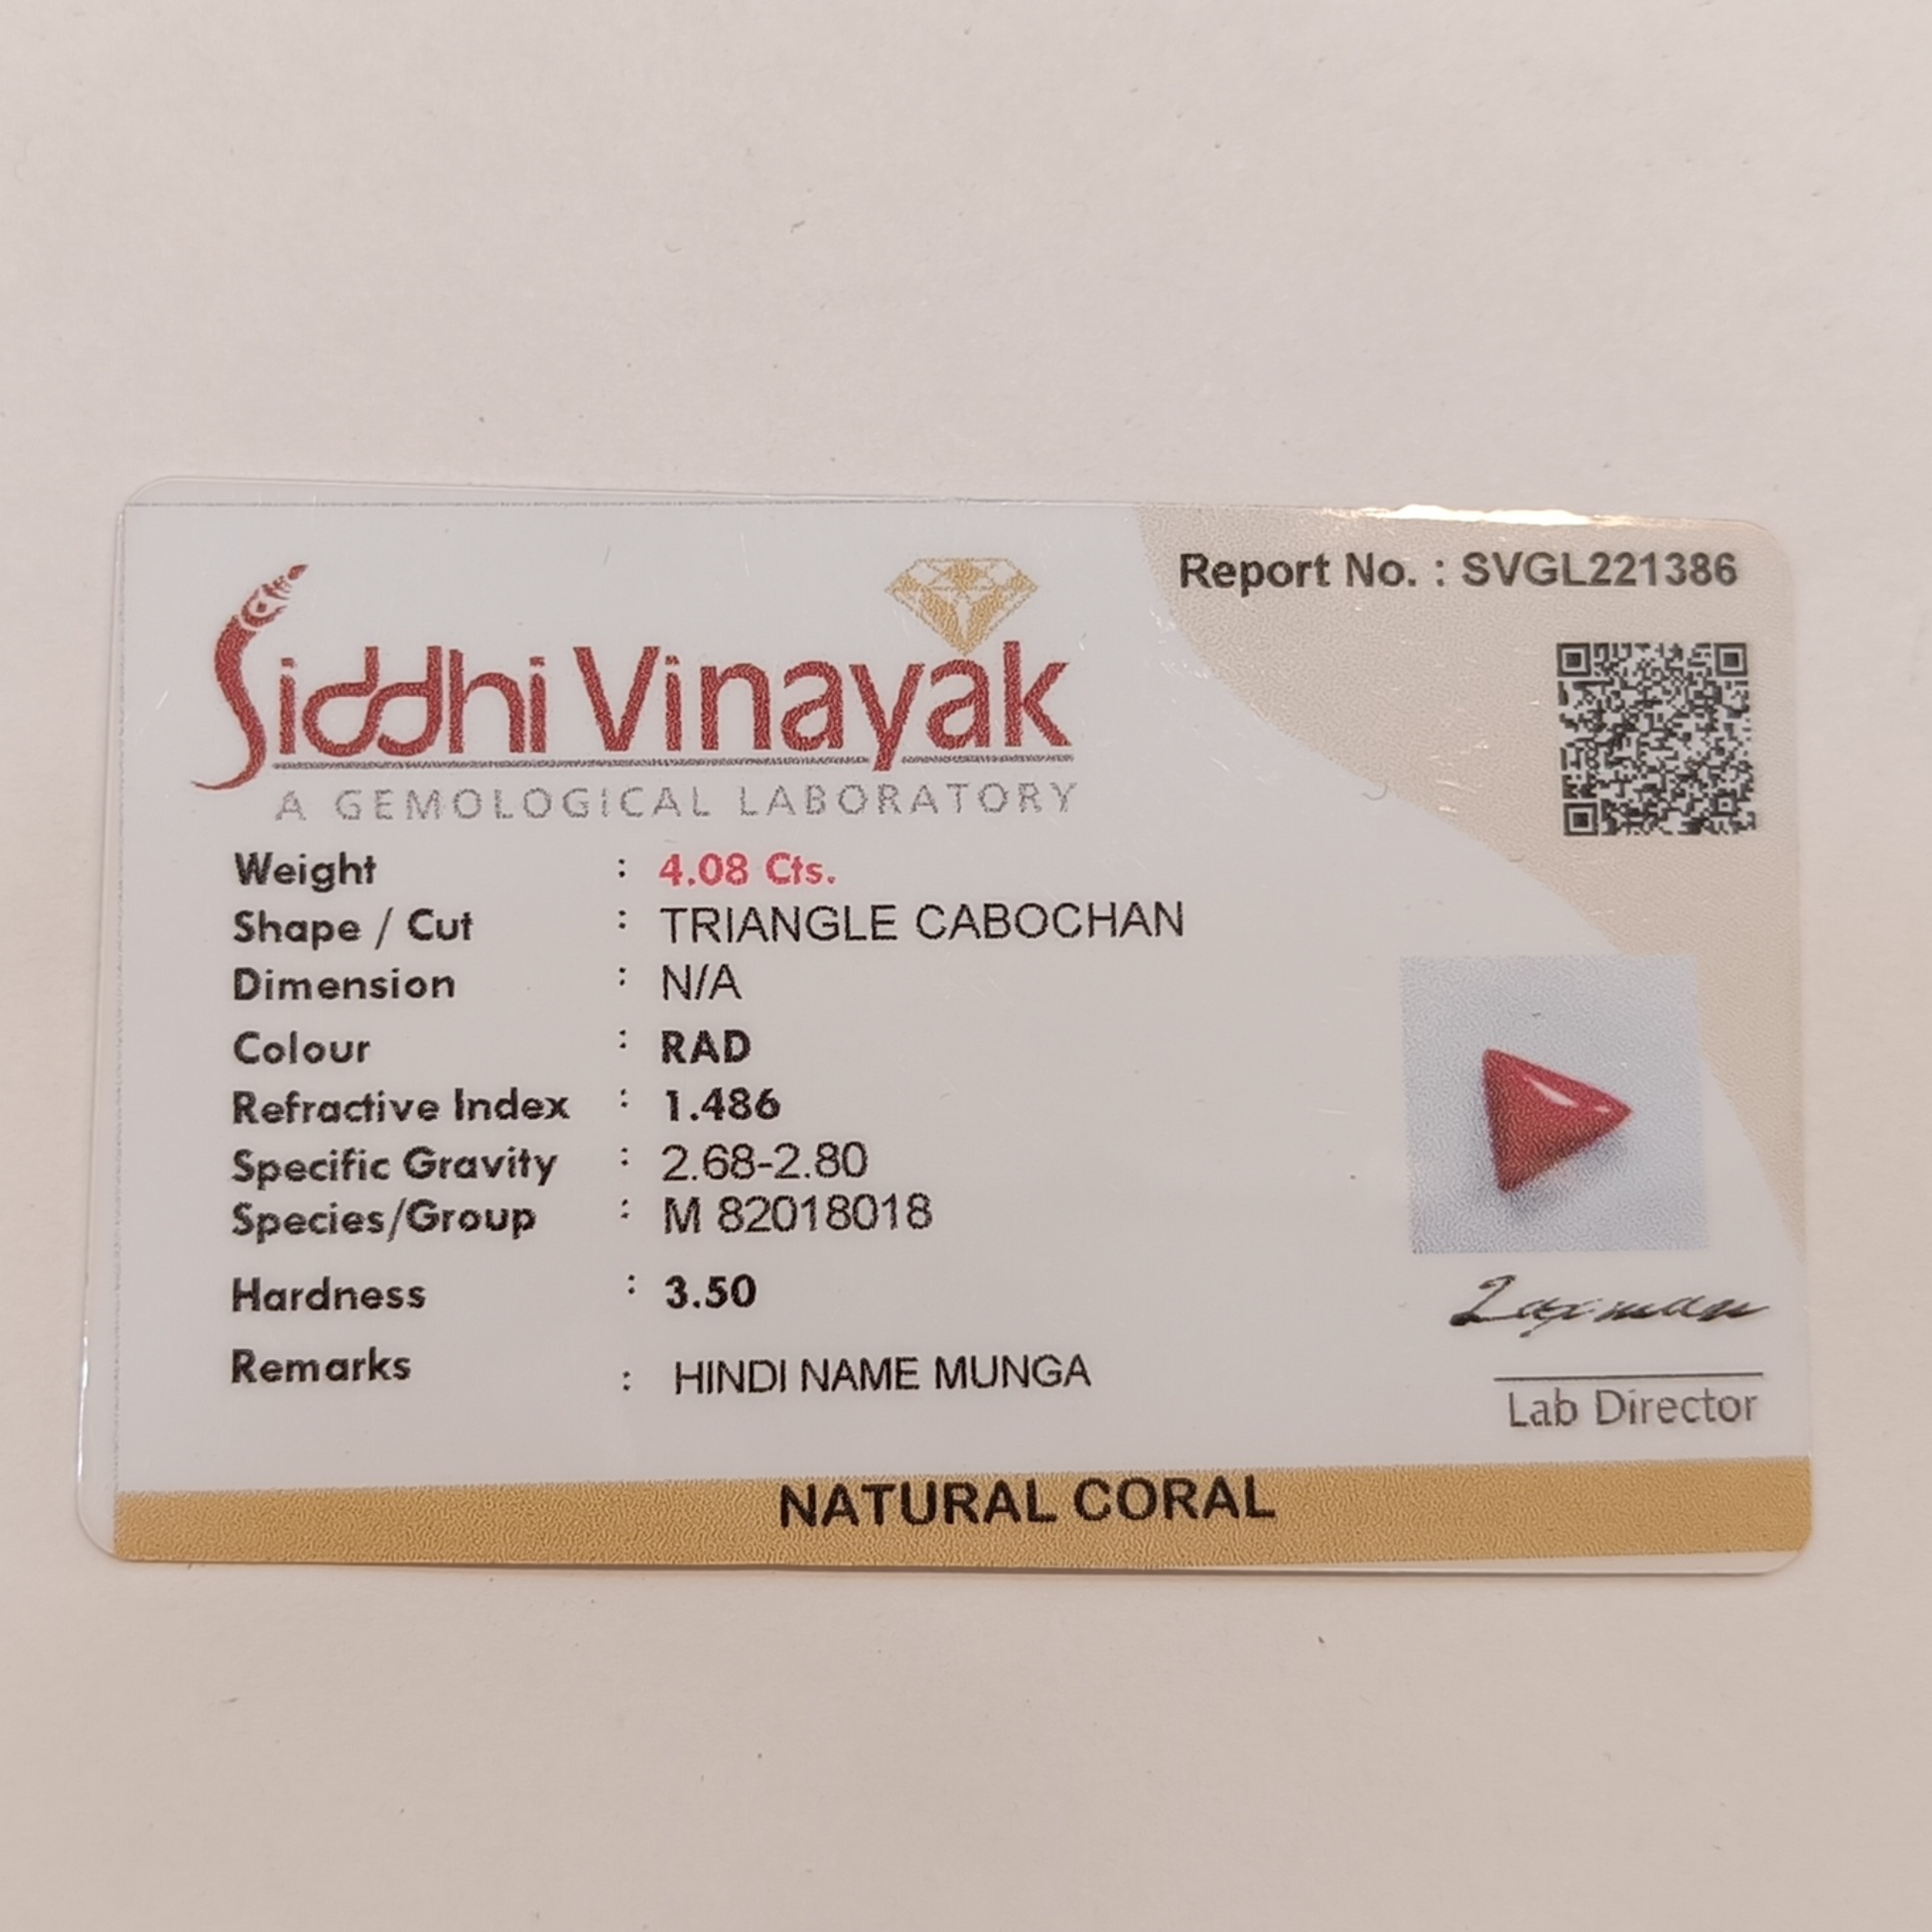 Report No. : SVGL221386
Siddhi Vinayak
A GEMOLOGICAL LABORATORY
Weight : 4.08 Cts.
Shape / Cut : TRIANGLE CABOCHAN
Dimension : N/A
Colour : RAD
Refractive Index : 1.486
Specific Gravity : 2.68-2.80
Species/Group : M 82018018
Hardness : 3.50
Remarks : HINDI NAME MUNGA
Laxman
Lab Director
NATURAL CORAL